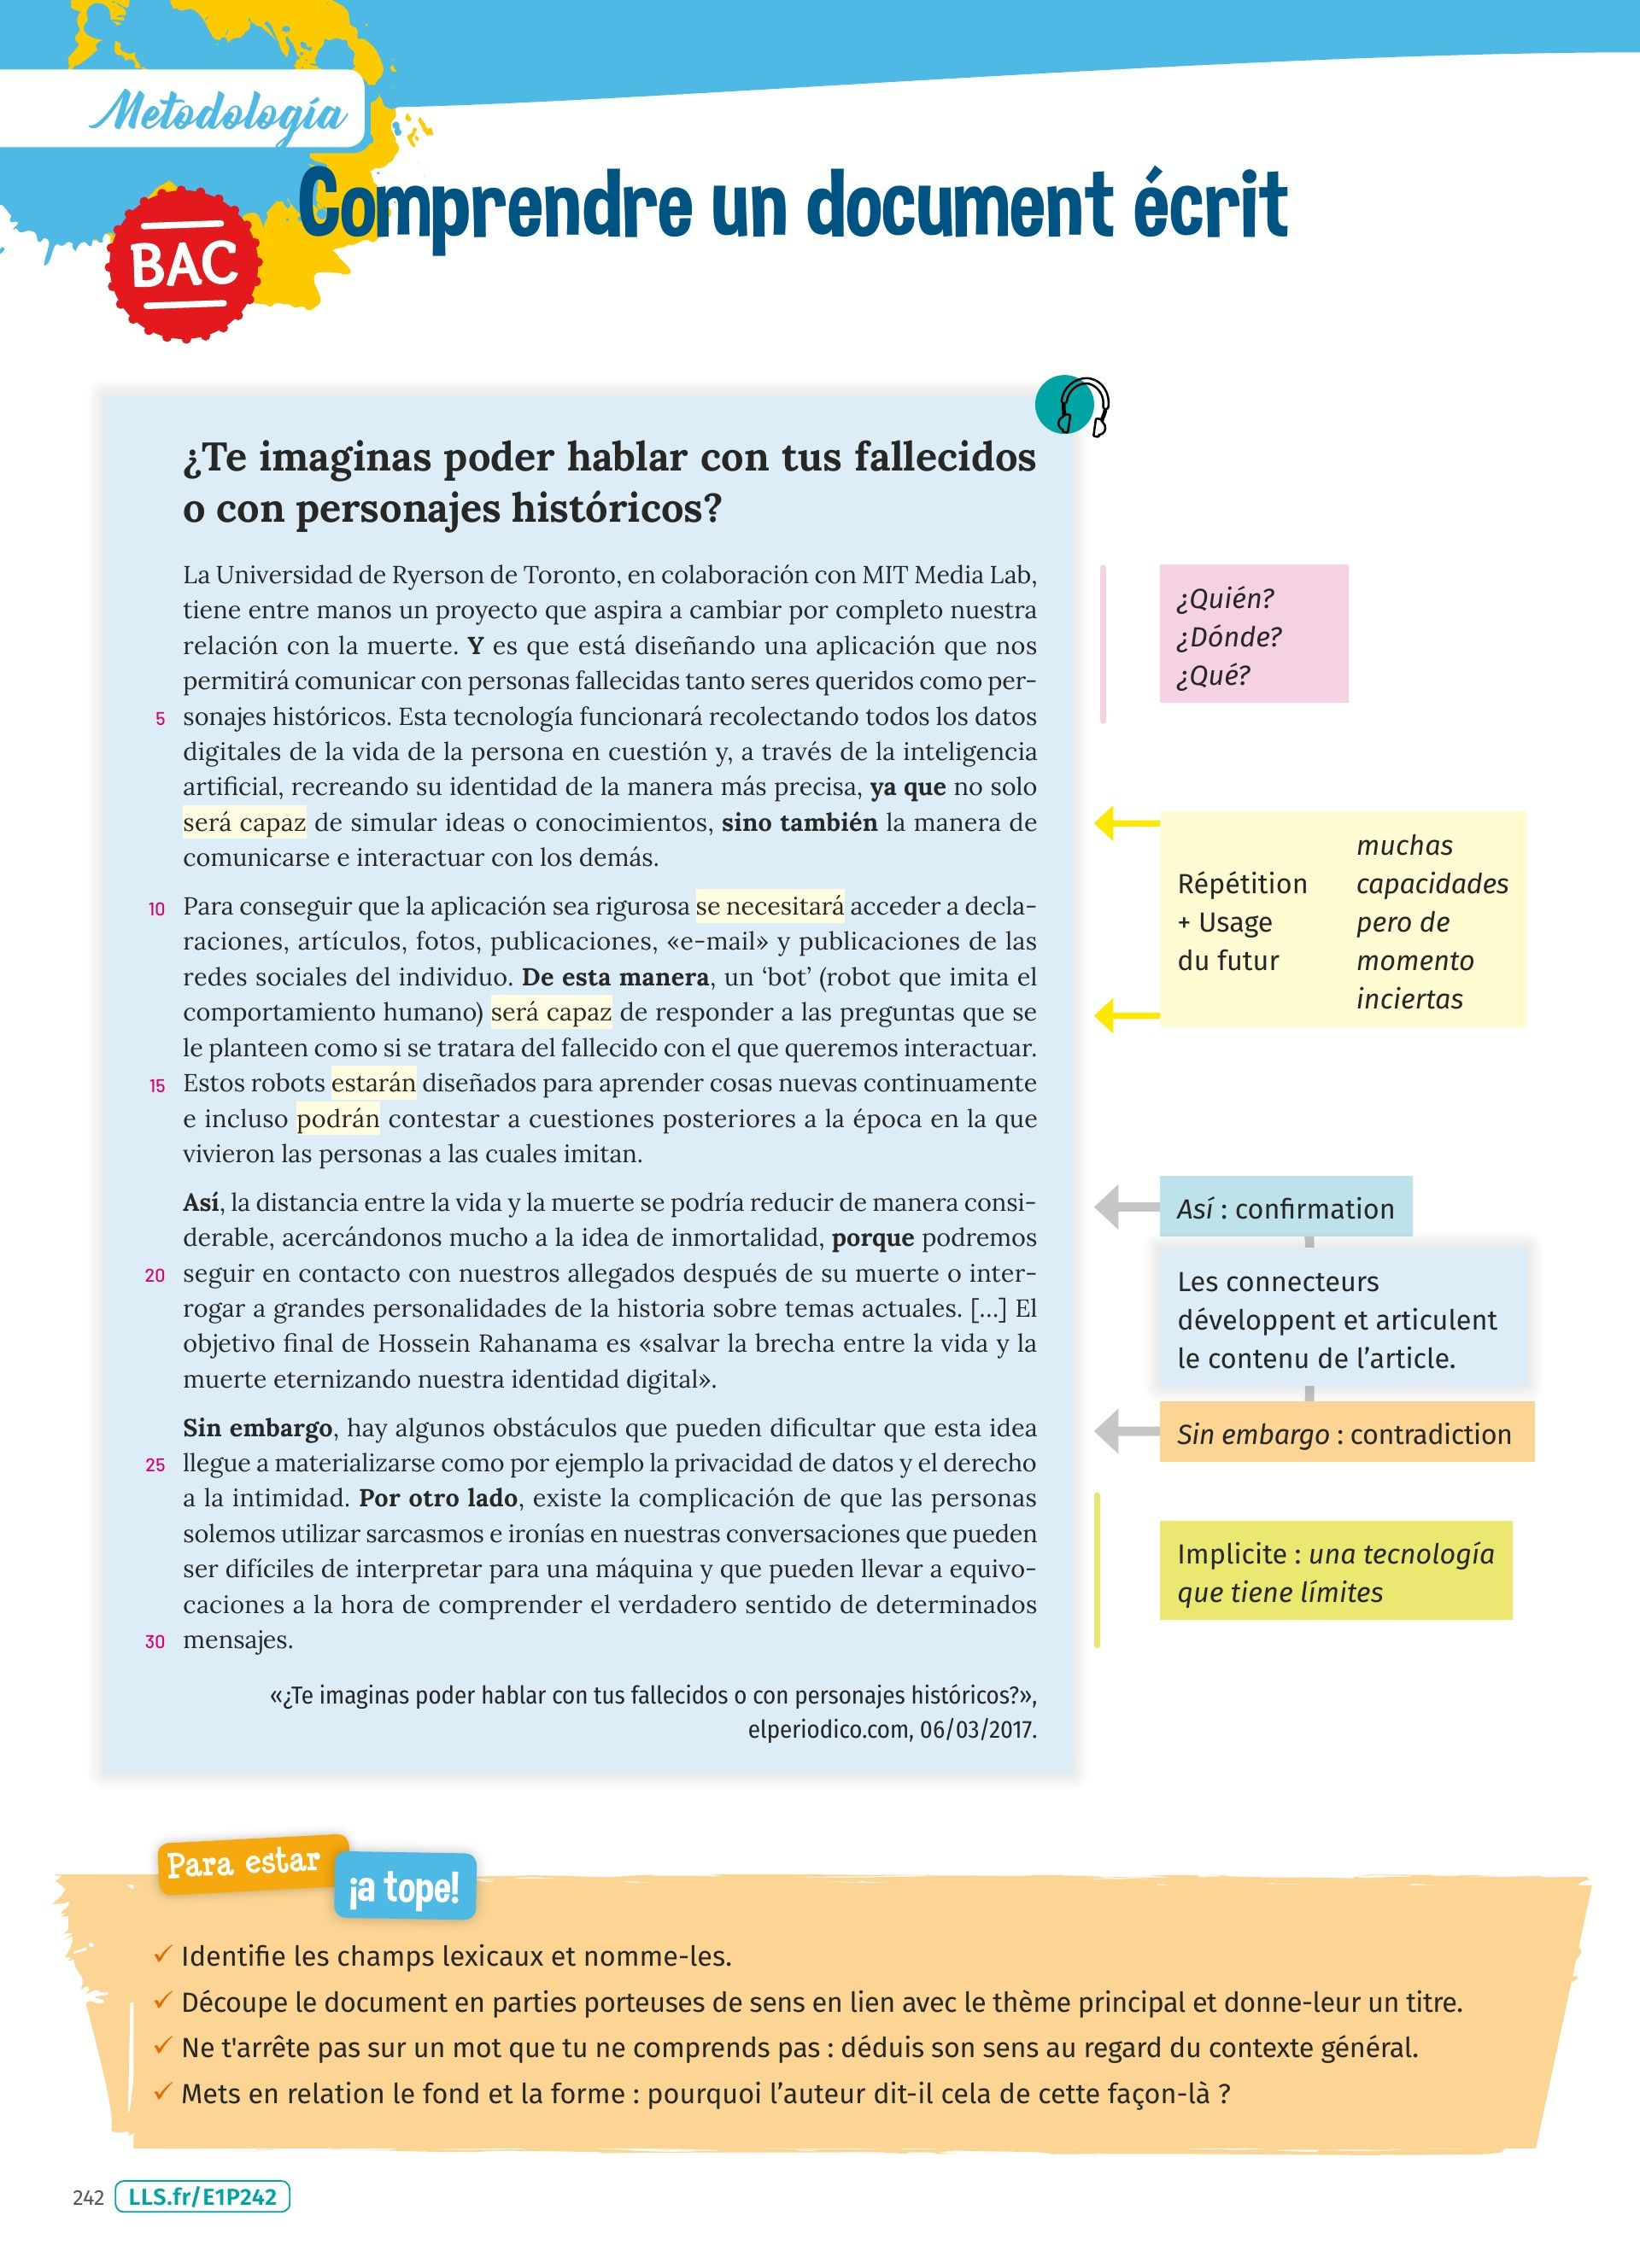 Metodología
BAC
Comprendre un document écrit
¿Te imaginas poder hablar con tus fallecidos
o con personajes históricos?
La Universidad de Ryerson de Toronto, en colaboración con MIT Media Lab,
tiene entre manos un proyecto que aspira a cambiar por completo nuestra
relación con la muerte. Y es que está diseñando una aplicación que nos
permitirá comunicar con personas fallecidas tanto seres queridos como per-
5 sonajes históricos. Esta tecnología funcionará recolectando todos los datos
digitales de la vida de la persona en cuestión y, a través de la inteligencia
artificial, recreando su identidad de la manera más precisa, ya que no solo
será capaz de simular ideas o conocimientos, sino también la manera de
comunicarse e interactuar con los demás.
10 Para conseguir que la aplicación sea rigurosa se necesitará acceder a decla-
raciones, artículos, fotos, publicaciones, «e-mail» y publicaciones de las
redes sociales del individuo. De esta manera, un ‘bot’ (robot que imita el
comportamiento humano) será capaz de responder a las preguntas que se
le planteen como si se tratara del fallecido con el que queremos interactuar.
15 Estos robots estarán diseñados para aprender cosas nuevas continuamente
e incluso podrán contestar a cuestiones posteriores a la época en la que
vivieron las personas a las cuales imitan.
Así, la distancia entre la vida y la muerte se podría reducir de manera consi-
derable, acercándonos mucho a la idea de inmortalidad, porque podremos
20 seguir en contacto con nuestros allegados después de su muerte o inter-
rogar a grandes personalidades de la historia sobre temas actuales. [...] El
objetivo final de Hossein Rahanama es «salvar la brecha entre la vida y la
muerte eternizando nuestra identidad digital».
Sin embargo, hay algunos obstáculos que pueden dificultar que esta idea
25 llegue a materializarse como por ejemplo la privacidad de datos y el derecho
a la intimidad. Por otro lado, existe la complicación de que las personas
solemos utilizar sarcasmos e ironías en nuestras conversaciones que pueden
ser difíciles de interpretar para una máquina y que pueden llevar a equivo-
caciones a la hora de comprender el verdadero sentido de determinados
30 mensajes.
«¿Te imaginas poder hablar con tus fallecidos o con personajes históricos?»,
elperiodico.com, 06/03/2017.
¿Quién?
¿Dónde?
¿Qué?
Répétition
+ Usage
du futur
muchas
capacidades
pero de
momento
inciertas
Así : confirmation
Les connecteurs
développent et articulent
le contenu de l’article.
Sin embargo : contradiction
Implicite : una tecnología
que tiene límites
Para estar
¡a tope!
✓ Identifie les champs lexicaux et nomme-les.
✓ Découpe le document en parties porteuses de sens en lien avec le thème principal et donne-leur un titre.
✓ Ne t'arrête pas sur un mot que tu ne comprends pas : déduis son sens au regard du contexte général.
✓ Mets en relation le fond et la forme : pourquoi l’auteur dit-il cela de cette façon-là ?
242 LLS.fr/E1P242